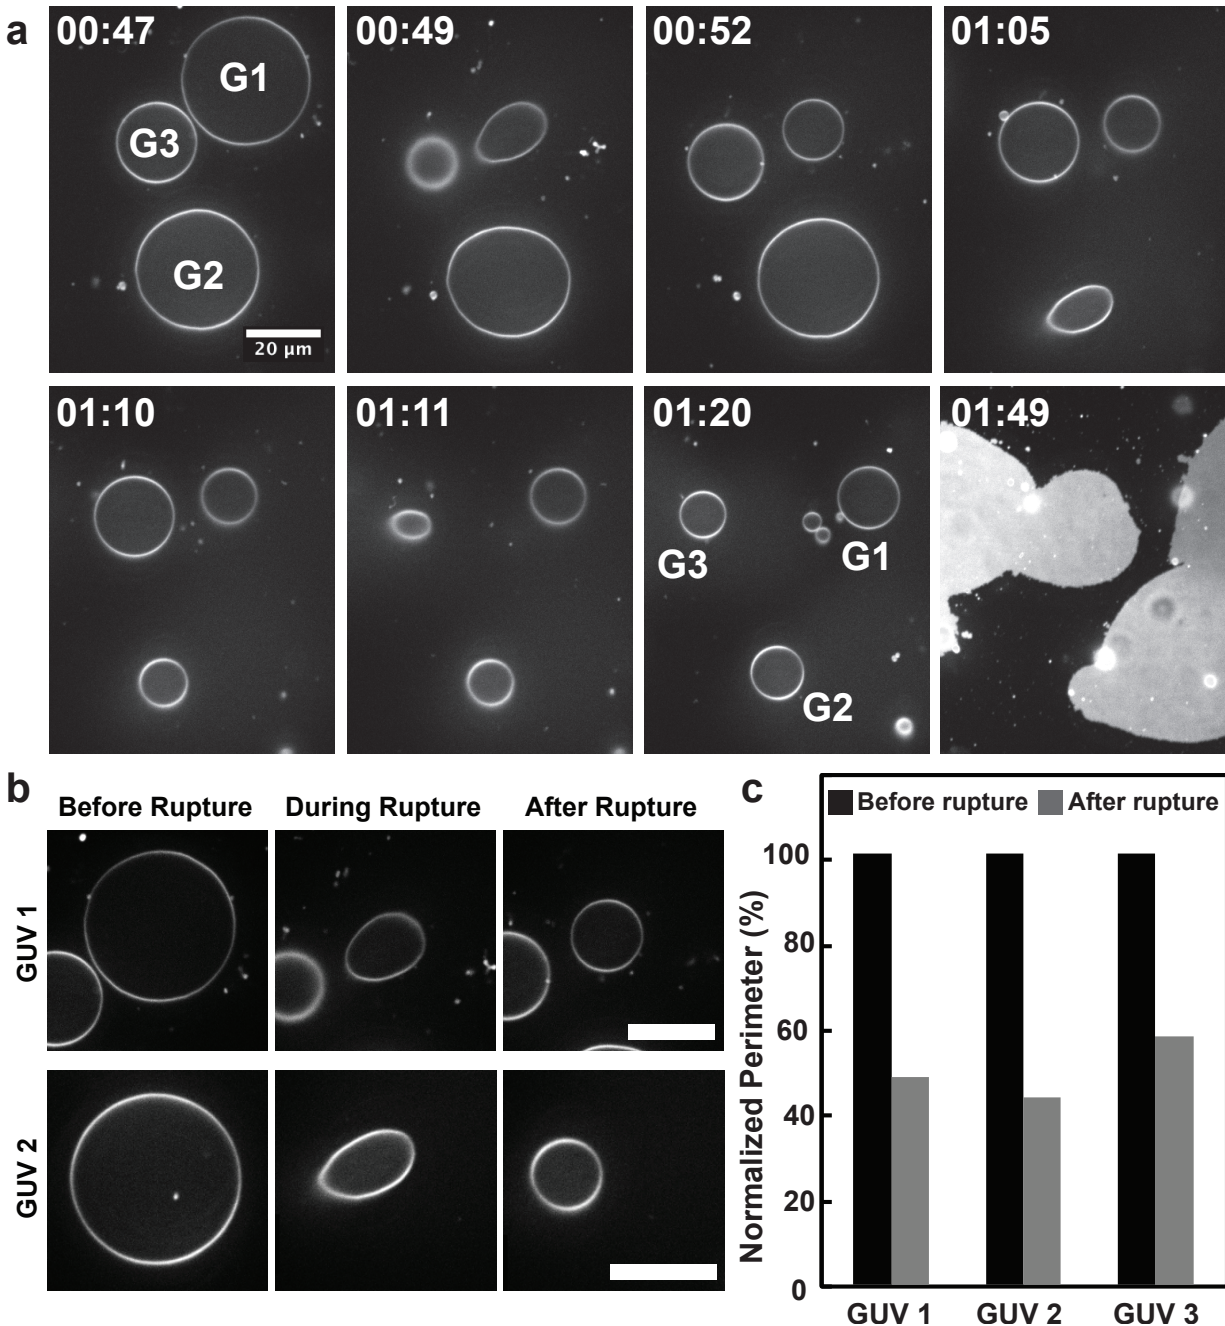 a
00:47
00:49
00:52
01:05
G1
G3
G2
20 µm
01:10
01:11
01:20
01:49
G3
G1
G2
b
Before Rupture
During Rupture
After Rupture
GUV 1
GUV 2
c
Before rupture
After rupture
Normalized Perimeter (%)
100
80
60
40
20
0
GUV 1
GUV 2
GUV 3